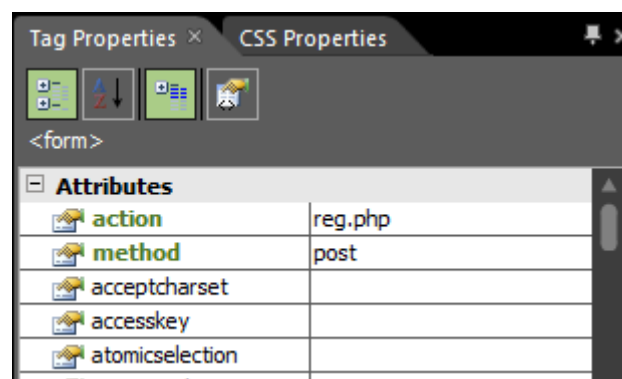 Tag Properties × CSS Properties
<form>
Attributes
action reg.php
method post
acceptcharset
accesskey
atomicselection